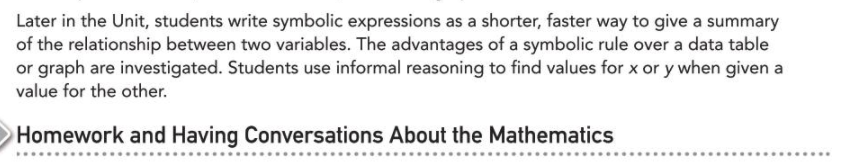 Later in the Unit, students write symbolic expressions as a shorter, faster way to give a summary
of the relationship between two variables. The advantages of a symbolic rule over a data table
or graph are investigated. Students use informal reasoning to find values for x or y when given a
value for the other.
Homework and Having Conversations About the Mathematics